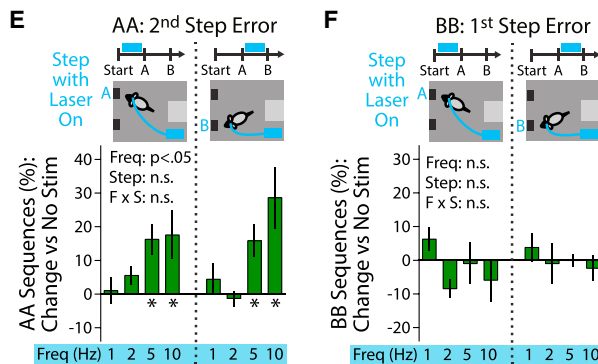 E
AA: 2nd Step Error
Step with Laser On
Start A B
Start A B
A
B
AA Sequences (%): Change vs No Stim
40
30
20
10
0
-10
Freq: p<.05
Step: n.s.
F x S: n.s.
* * * *
Freq (Hz) 1 2 5 10 1 2 5 10
F
BB: 1st Step Error
Step with Laser On
Start A B
Start A B
A
B
BB Sequences (%): Change vs No Stim
30
20
10
0
-10
-20
Freq: n.s.
Step: n.s.
F x S: n.s.
Freq (Hz) 1 2 5 10 1 2 5 10